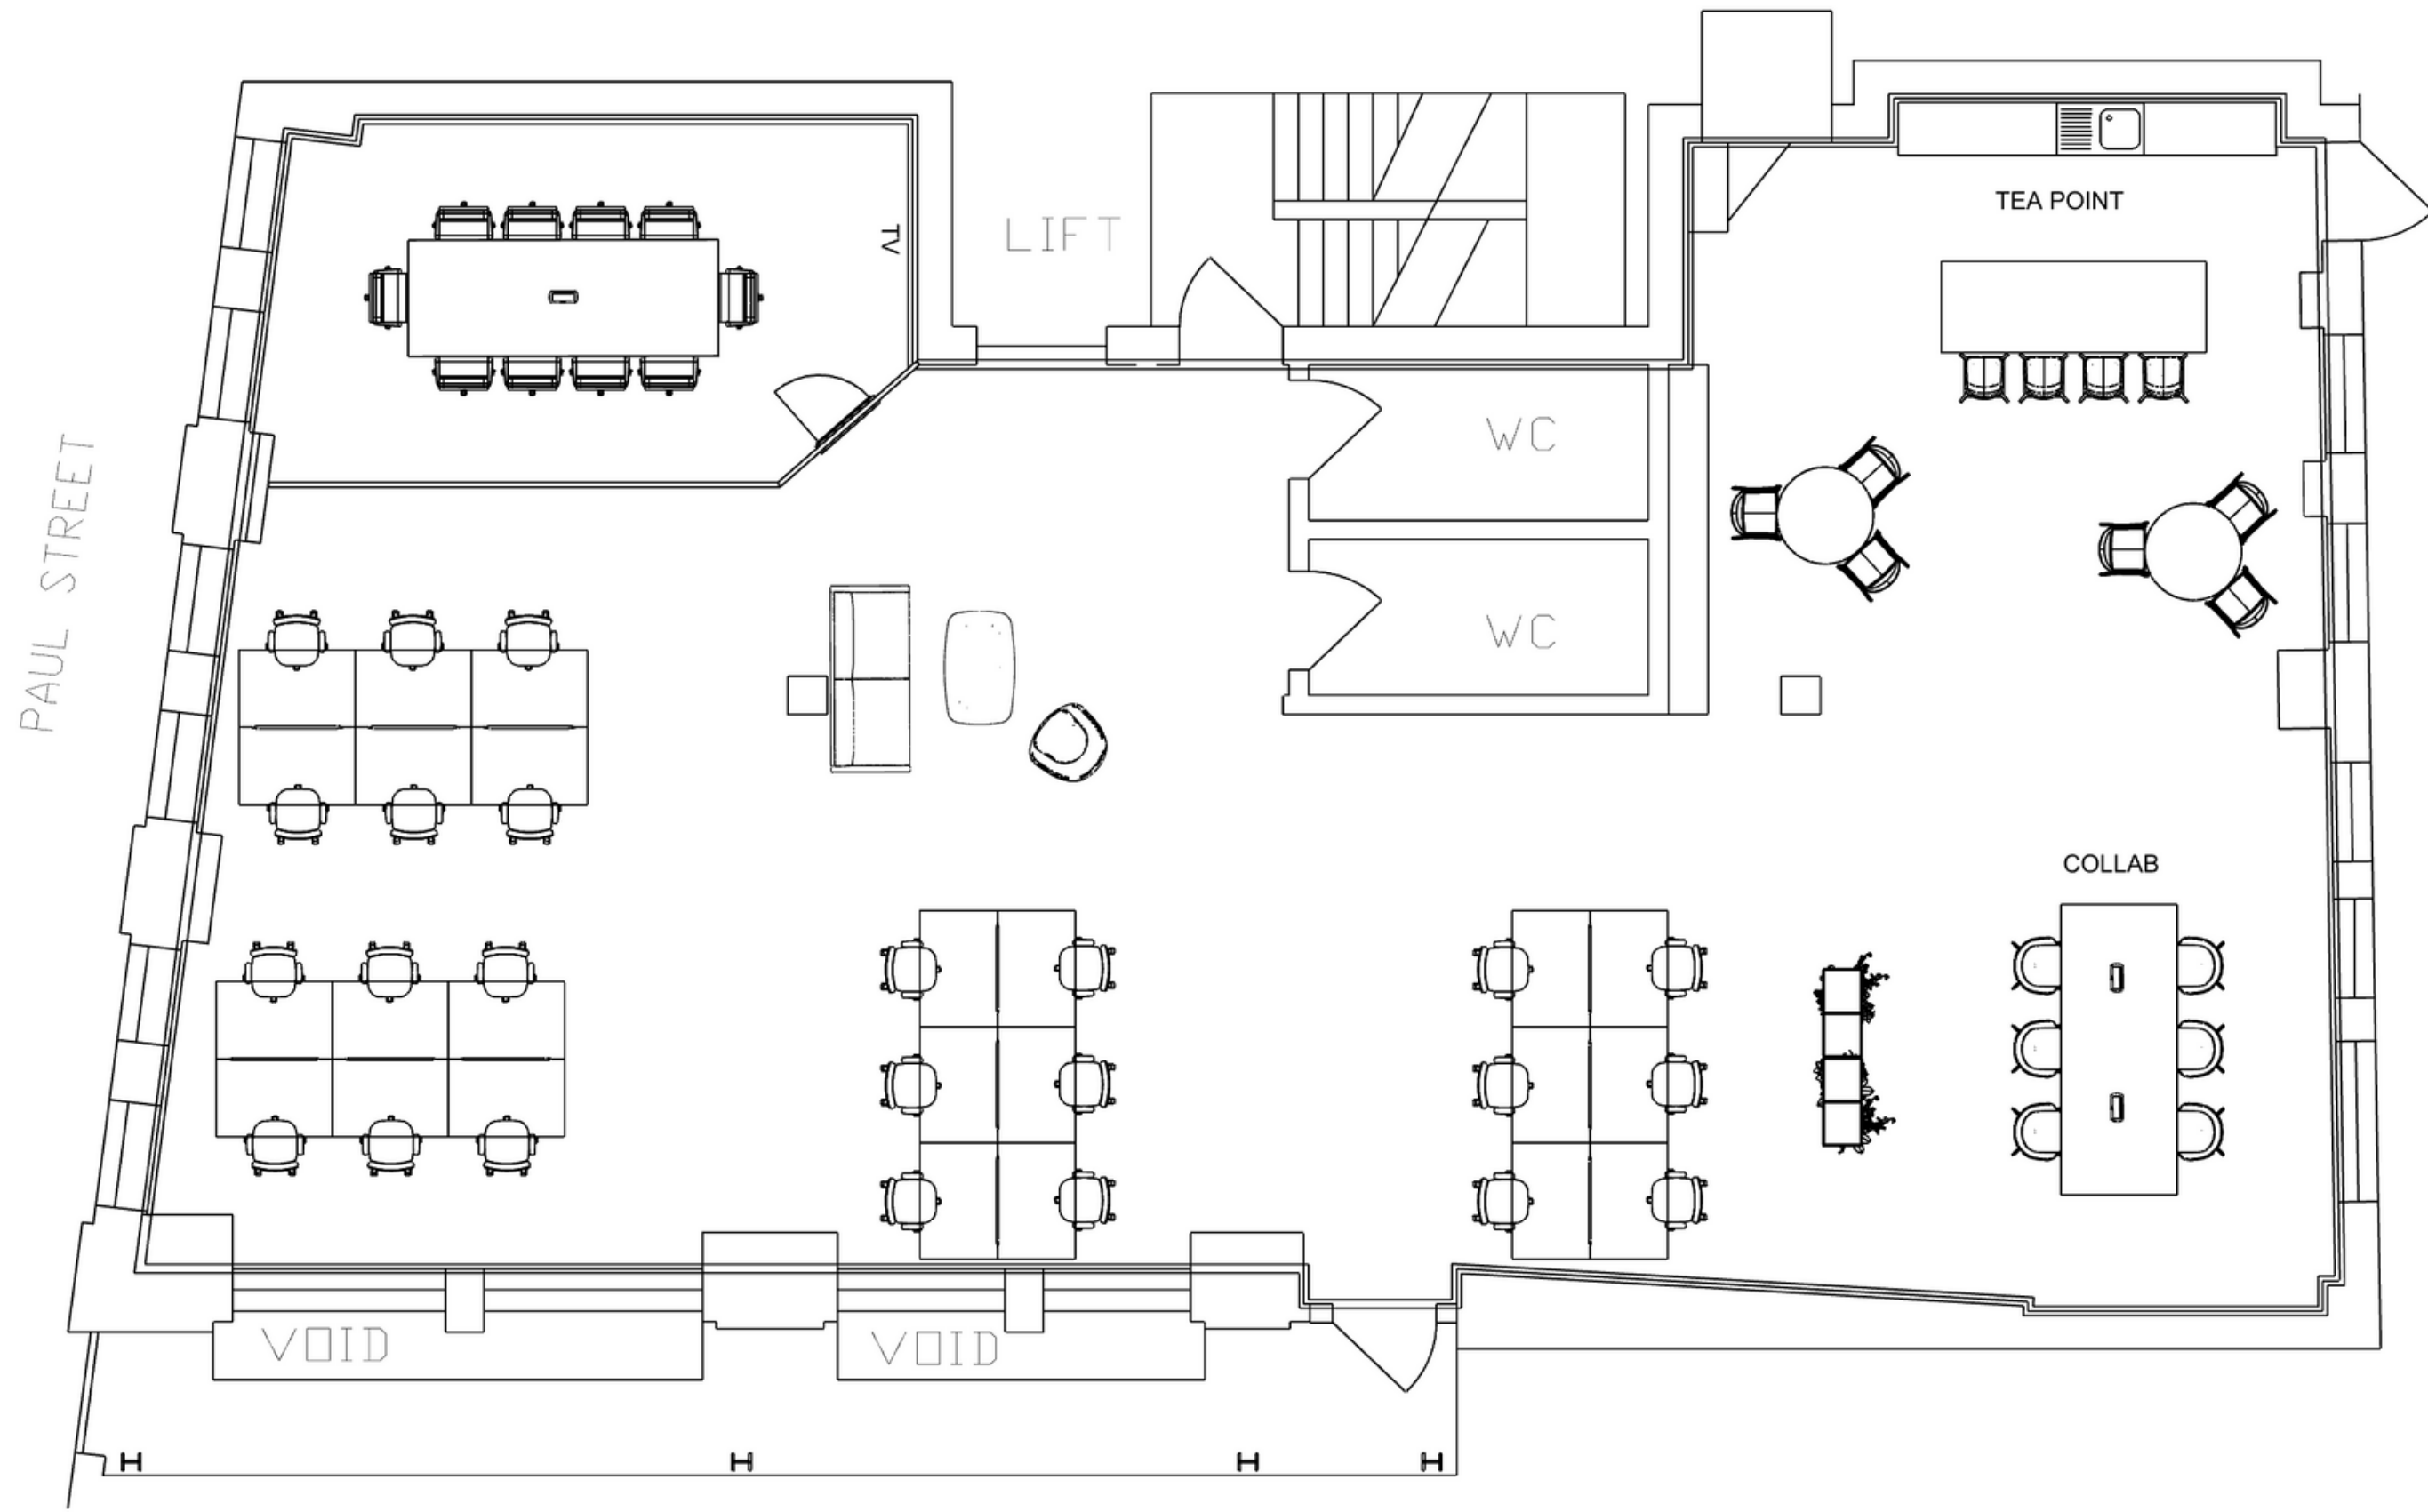 TEA POINT
TV
LIFT
WC
PAUL STREET
WC
COLLAB
VOID
VOID
H
H
H
H